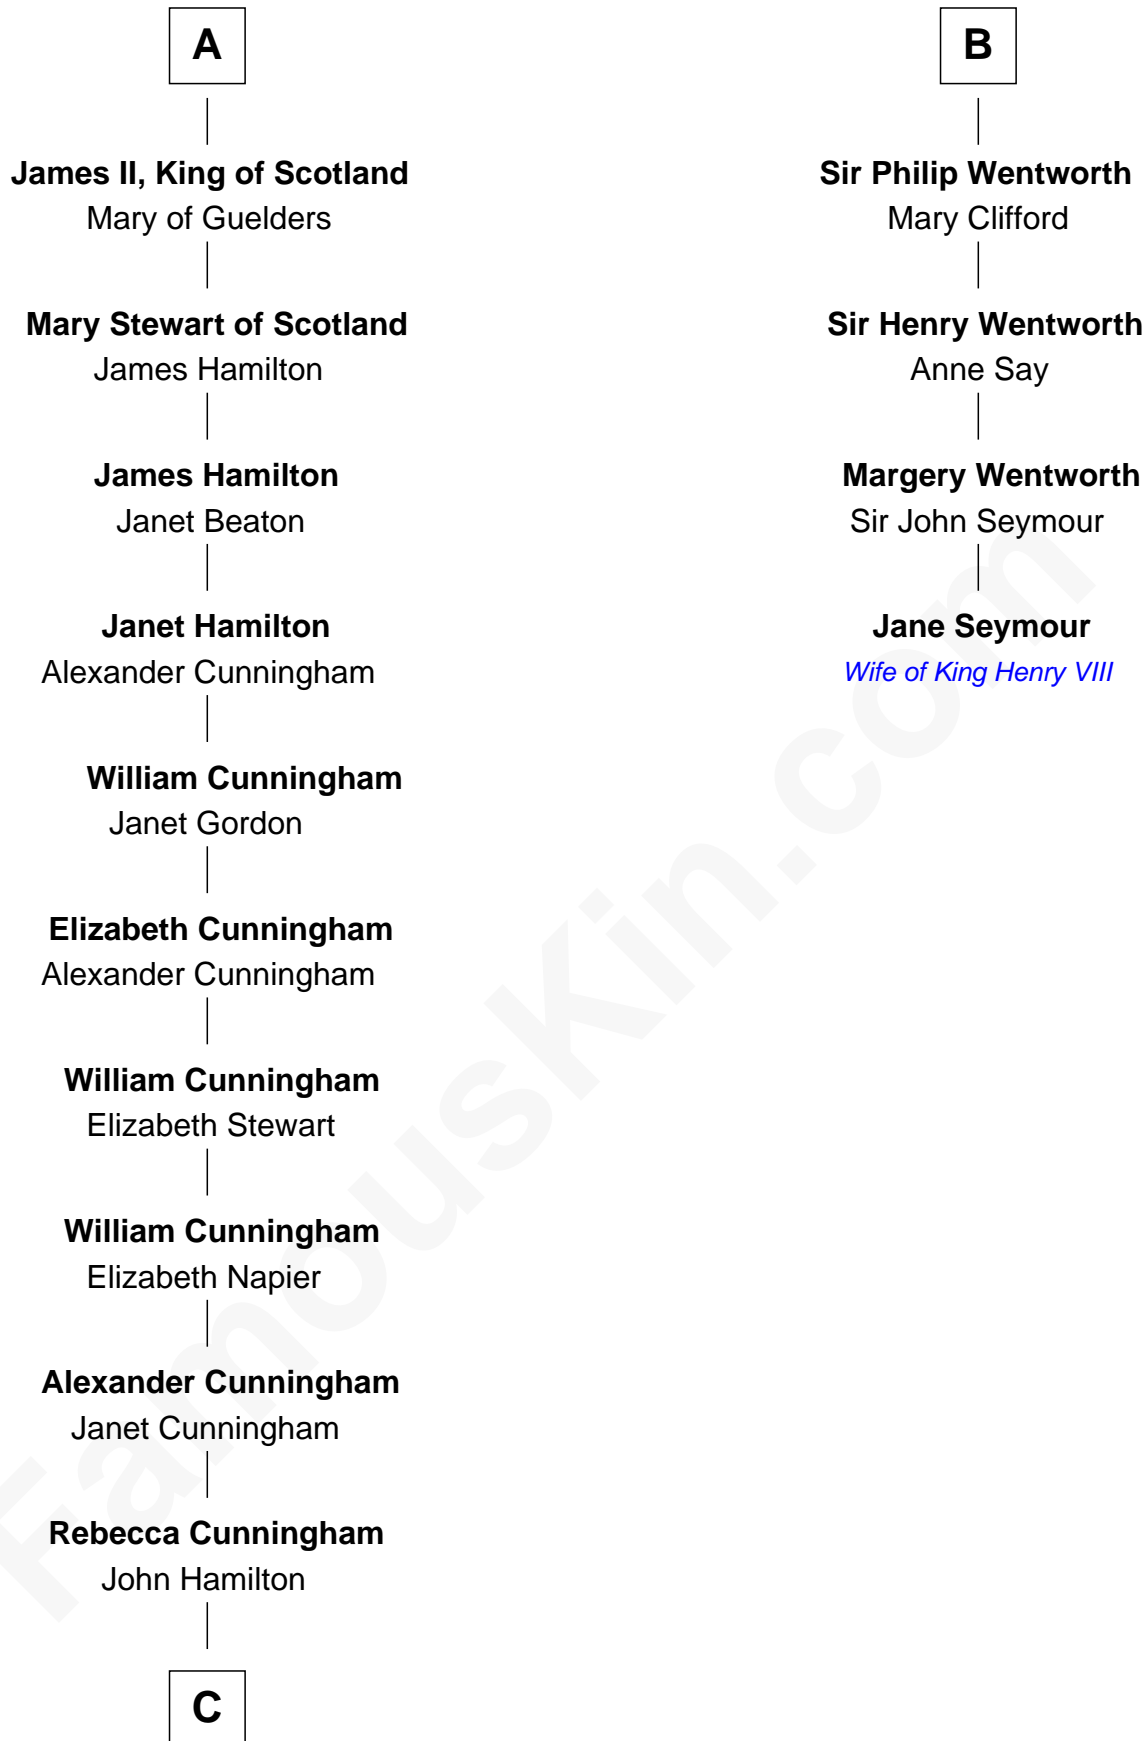 A
James II, King of Scotland
Mary of Guelders
Mary Stewart of Scotland
James Hamilton
James Hamilton
Janet Beaton
Janet Hamilton
Alexander Cunningham
William Cunningham
Janet Gordon
Elizabeth Cunningham
Alexander Cunningham
William Cunningham
Elizabeth Stewart
William Cunningham
Elizabeth Napier
Alexander Cunningham
Janet Cunningham
Rebecca Cunningham
John Hamilton
C
B
Sir Philip Wentworth
Mary Clifford
Sir Henry Wentworth
Anne Say
Margery Wentworth
Sir John Seymour
Jane Seymour
Wife of King Henry VIII
FamousKin.com